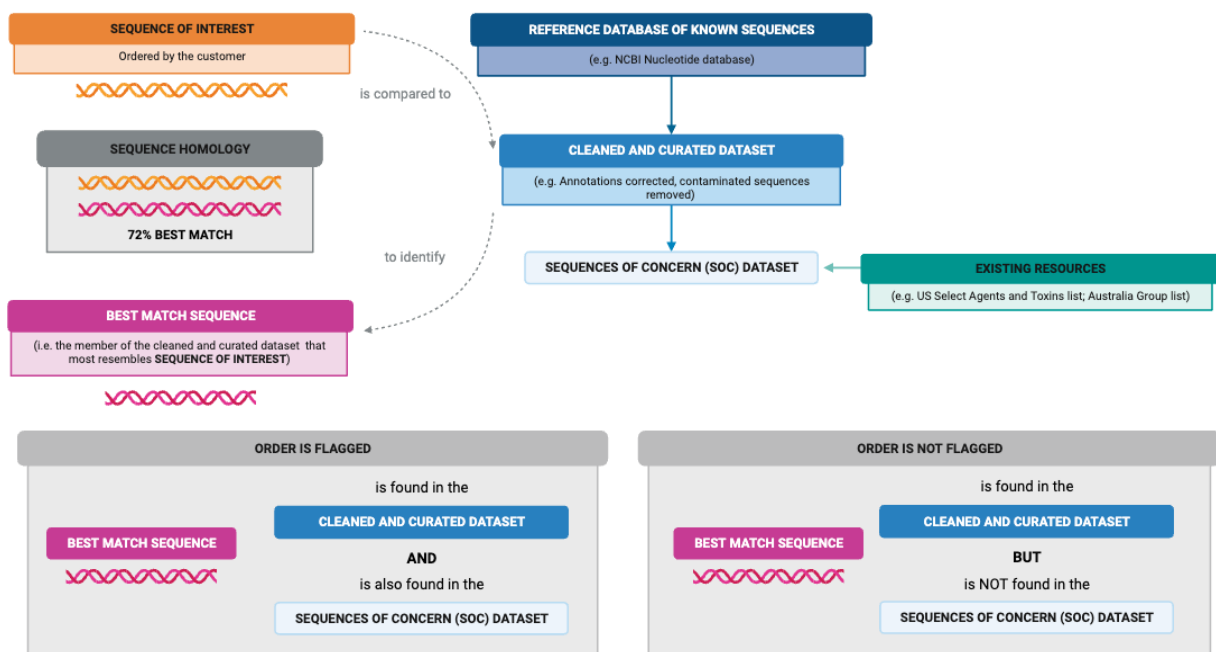 SEQUENCE OF INTEREST
Ordered by the customer
REFERENCE DATABASE OF KNOWN SEQUENCES
(e.g. NCBI Nucleotide database)
is compared to
SEQUENCE HOMOLOGY
72% BEST MATCH
CLEANED AND CURATED DATASET
(e.g. Annotations corrected, contaminated sequences
removed)
to identify
SEQUENCES OF CONCERN (SOC) DATASET
EXISTING RESOURCES
(e.g. US Select Agents and Toxins list; Australia Group list)
BEST MATCH SEQUENCE
(i.e. the member of the cleaned and curated dataset that
most resembles SEQUENCE OF INTEREST)
ORDER IS FLAGGED
is found in the
CLEANED AND CURATED DATASET
BEST MATCH SEQUENCE
AND
is also found in the
SEQUENCES OF CONCERN (SOC) DATASET
ORDER IS NOT FLAGGED
is found in the
CLEANED AND CURATED DATASET
BEST MATCH SEQUENCE
BUT
is NOT found in the
SEQUENCES OF CONCERN (SOC) DATASET